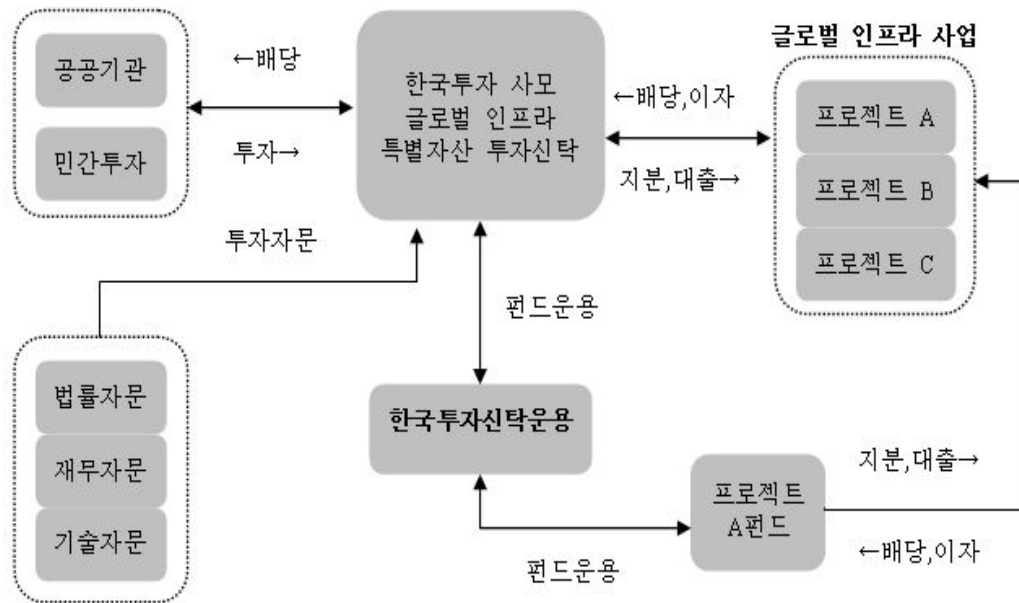 글로벌 인프라 사업
공공기관
민간투자
←배당
투자→
한국투자 사모
글로벌 인프라
특별자산 투자신탁
←배당,이자
지분,대출→
프로젝트 A
프로젝트 B
프로젝트 C
투자자문
펀드운용
법률자문
재무자문
기술자문
한국투자신탁운용
프로젝트
A펀드
지분,대출→
←배당,이자
펀드운용